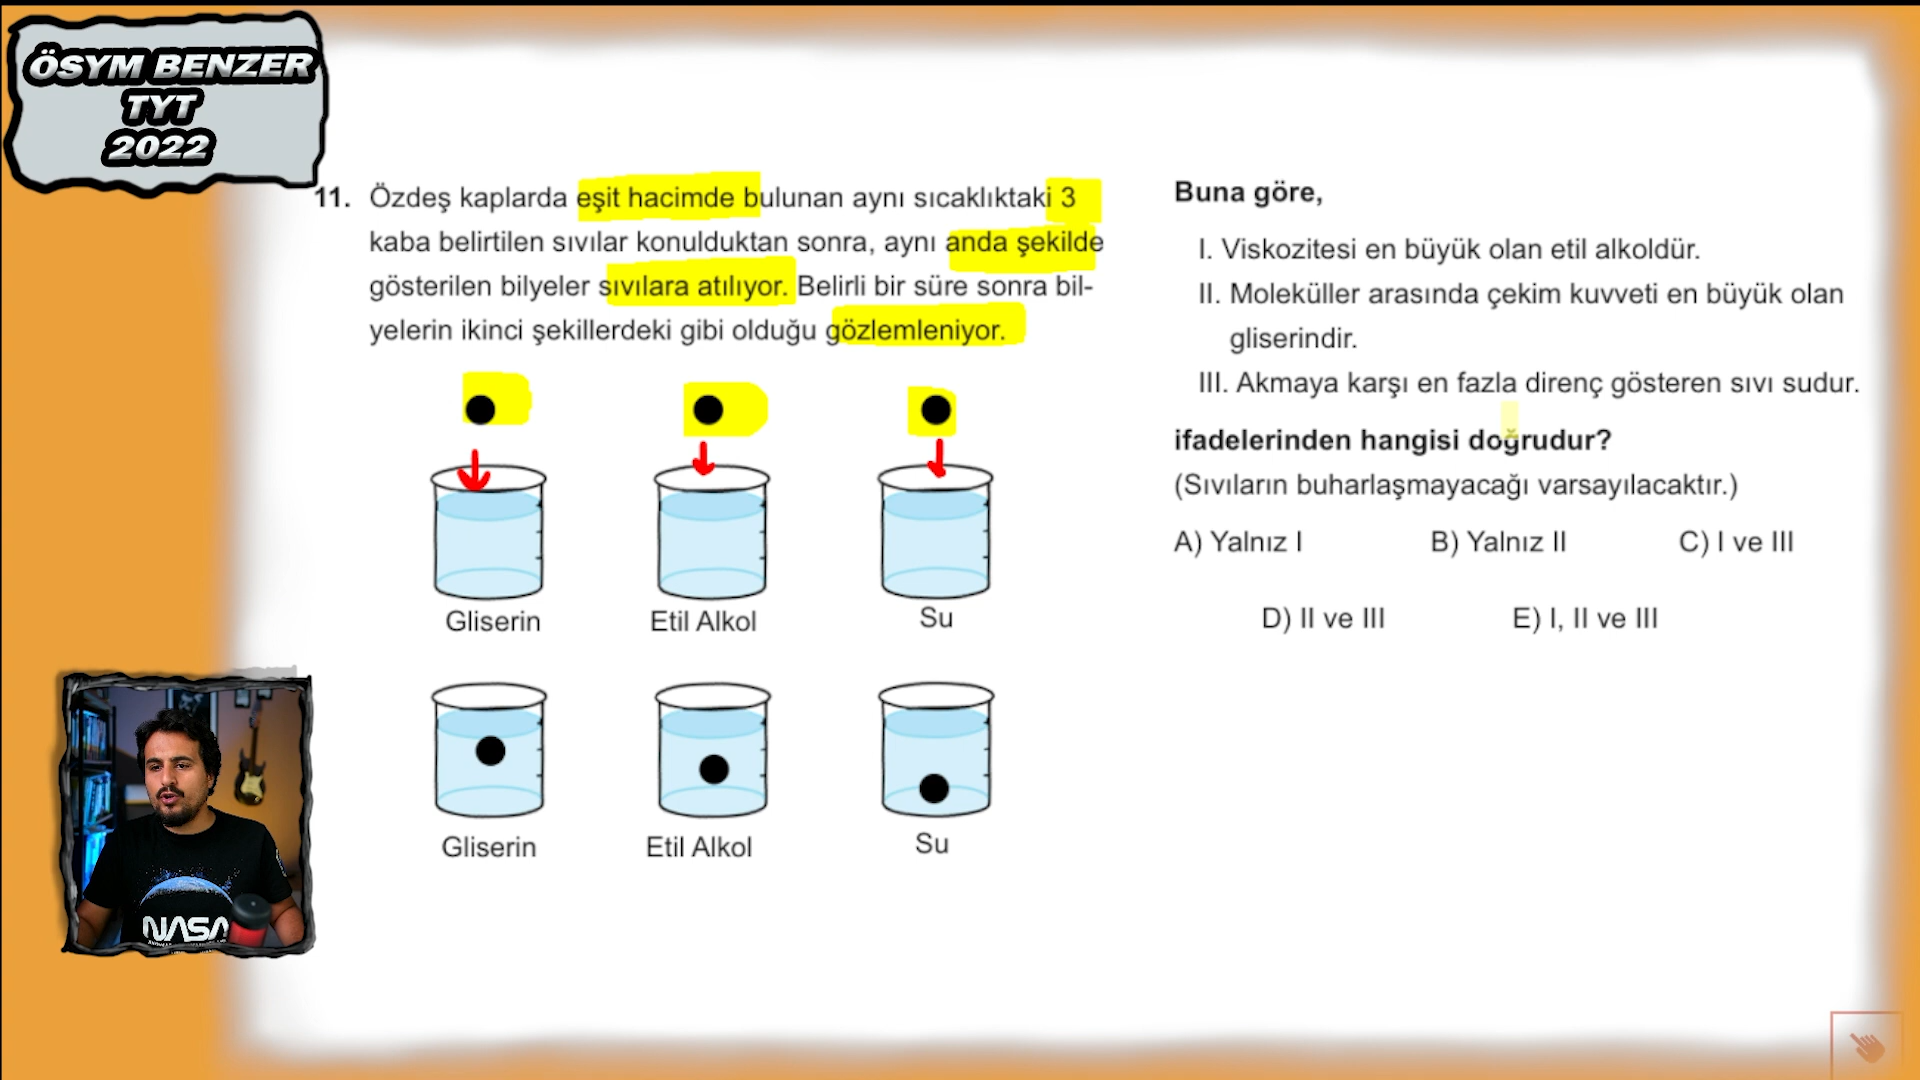 ÖSYM BENZER
TYT
2022
11. Özdeş kaplarda eşit hacimde bulunan aynı sıcaklıktaki 3
kaba belirtilen sıvılar konulduktan sonra, aynı anda şekilde
gösterilen bilyeler sıvılara atılıyor. Belirli bir süre sonra bil-
yelerin ikinci şekillerdeki gibi olduğu gözlemleniyor.
Gliserin Etil Alkol Su
Gliserin Etil Alkol Su
Buna göre,
I. Viskozitesi en büyük olan etil alkoldür.
II. Moleküller arasında çekim kuvveti en büyük olan
gliserindir.
III. Akmaya karşı en fazla direnç gösteren sıvı sudur.
ifadelerinden hangisi doğrudur?
(Sıvıların buharlaşmayacağı varsayılacaktır.)
A) Yalnız I B) Yalnız II C) I ve III
D) II ve III E) I, II ve III
NASA